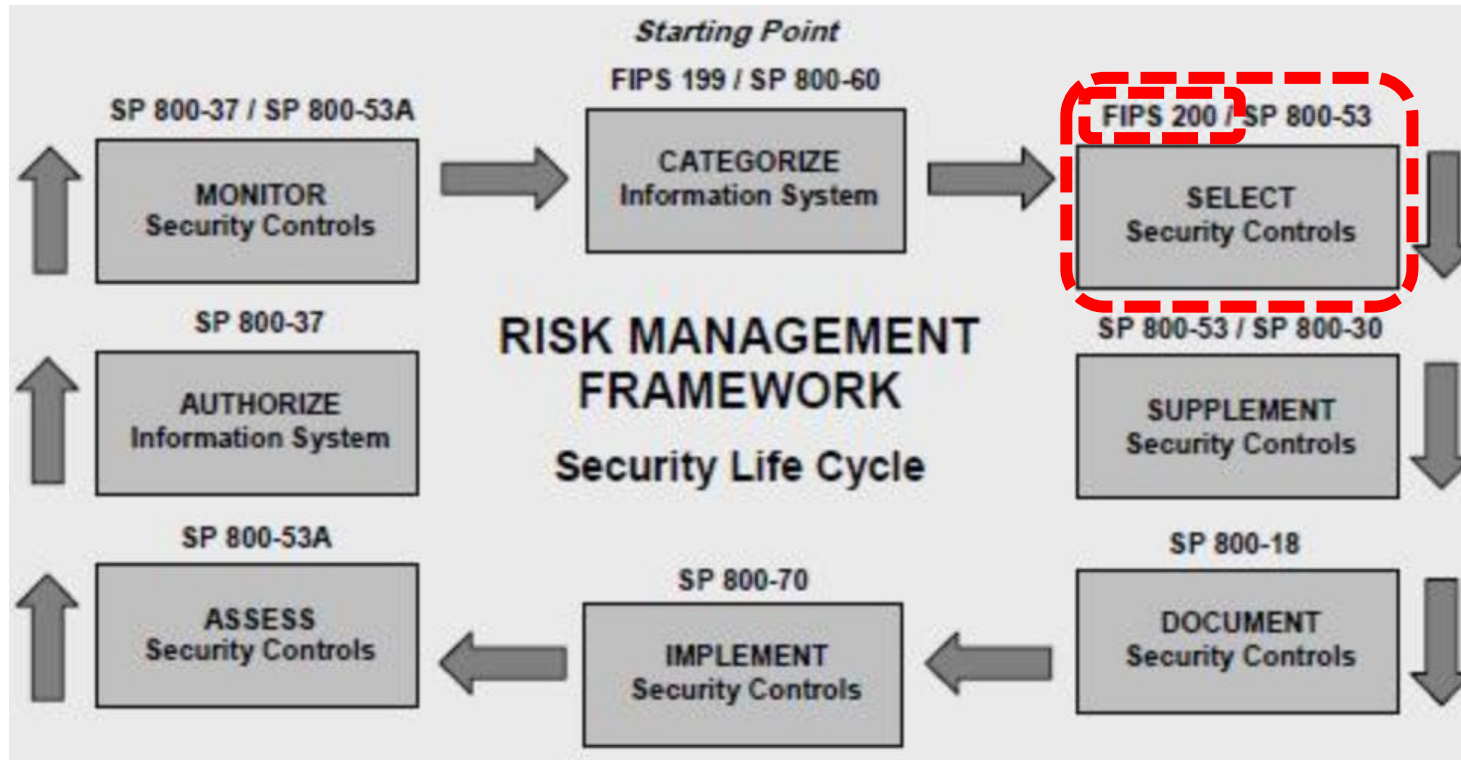 Starting Point
FIPS 199 / SP 800-60
CATEGORIZE
Information System
FIPS 200 / SP 800-53
SELECT
Security Controls
SP 800-53 / SP 800-30
SUPPLEMENT
Security Controls
SP 800-18
DOCUMENT
Security Controls
SP 800-70
IMPLEMENT
Security Controls
SP 800-53A
ASSESS
Security Controls
SP 800-37
AUTHORIZE
Information System
SP 800-37 / SP 800-53A
MONITOR
Security Controls
RISK MANAGEMENT
FRAMEWORK
Security Life Cycle